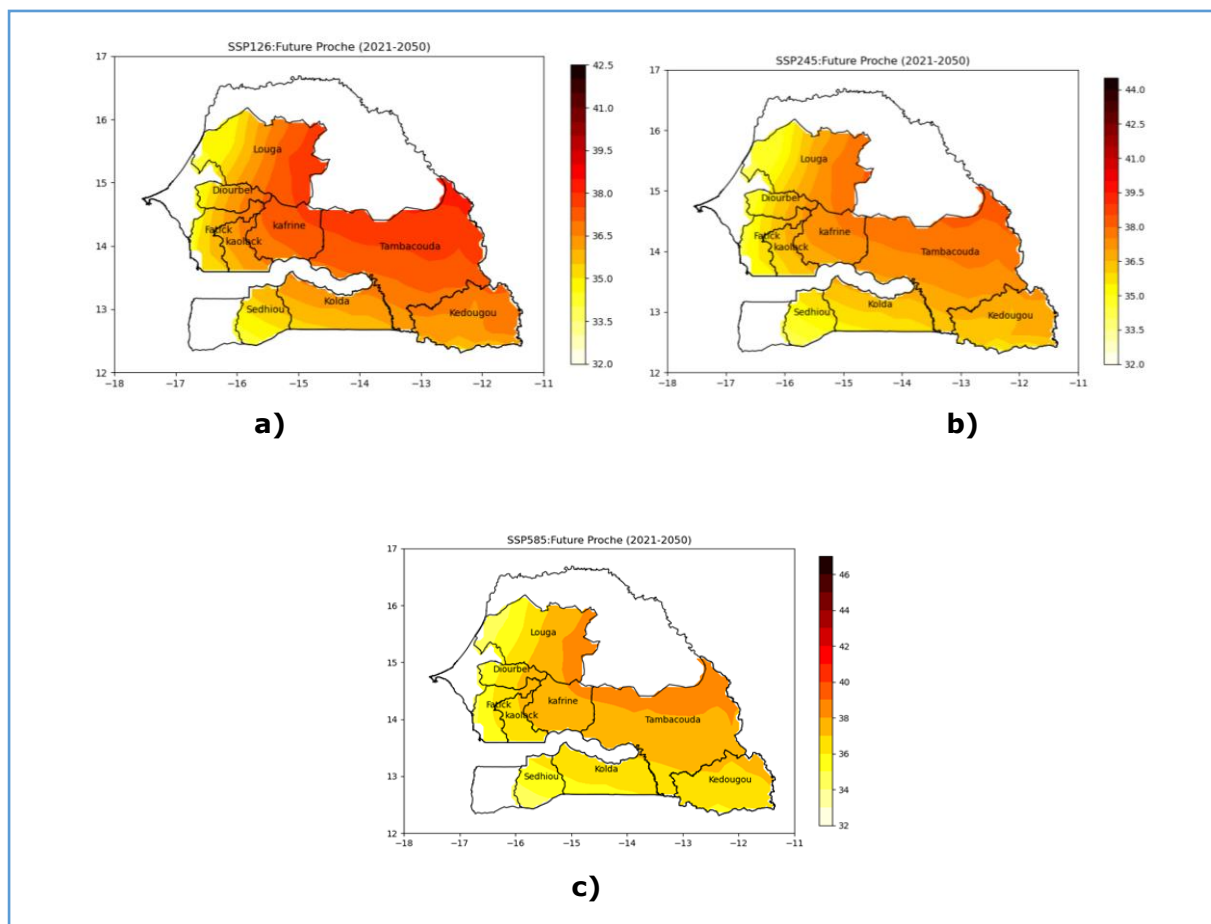 SSP126:Future Proche (2021-2050)
17
16
15
14
13
12
−18
−17
−16
−15
−14
−13
−12
−11
Louga
Diourbel
Fatick
kaolack
kafrine
Tambacouda
Sedhiou
Kolda
Kedougou
42.5
41.0
39.5
38.0
36.5
35.0
33.5
32.0
a)
SSP245:Future Proche (2021-2050)
17
16
15
14
13
12
−18
−17
−16
−15
−14
−13
−12
−11
Louga
Diourbel
Fatick
kaolack
kafrine
Tambacouda
Sedhiou
Kolda
Kedougou
44.0
42.5
41.0
39.5
38.0
36.5
35.0
33.5
32.0
b)
SSP585:Future Proche (2021-2050)
17
16
15
14
13
12
−18
−17
−16
−15
−14
−13
−12
−11
Louga
Diourbel
Fatick
kaolack
kafrine
Tambacouda
Sedhiou
Kolda
Kedougou
46
44
42
40
38
36
34
32
c)